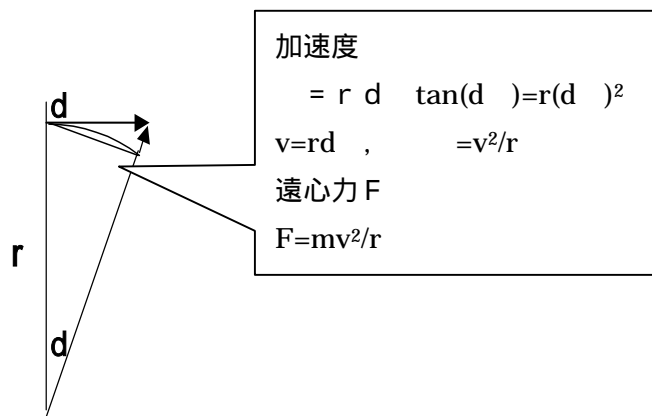 加速度
= r d tan(d )=r(d )²
v=rd , =v²/r
遠心力F
F=mv²/r
d
r
d